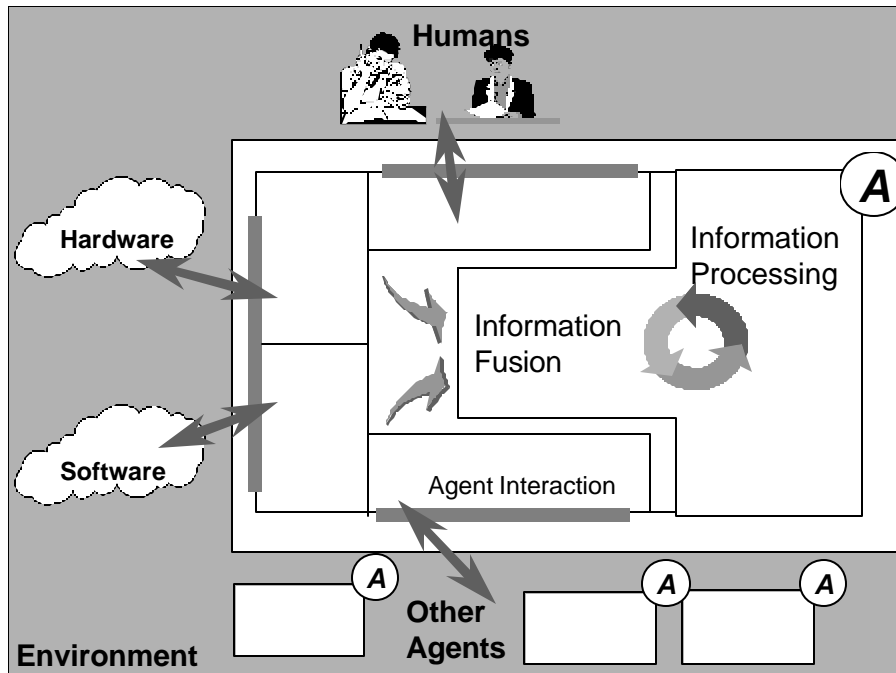 Humans
A
Hardware
Information
Processing
Information
Fusion
Software
Agent Interaction
A
A
A
Other
Agents
Environment